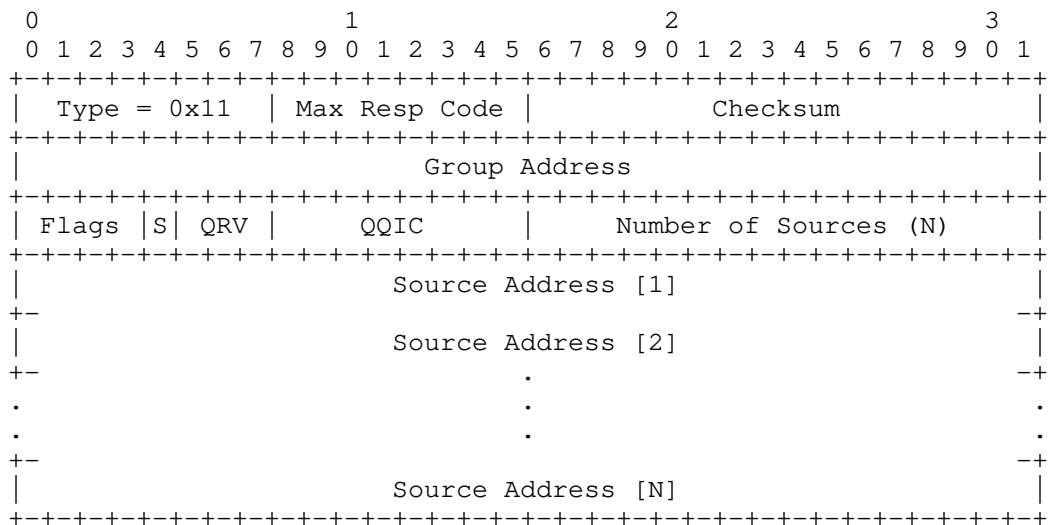 0                   1                   2                   3
 0 1 2 3 4 5 6 7 8 9 0 1 2 3 4 5 6 7 8 9 0 1 2 3 4 5 6 7 8 9 0 1
+-+-+-+-+-+-+-+-+-+-+-+-+-+-+-+-+-+-+-+-+-+-+-+-+-+-+-+-+-+-+-+-+
|  Type = 0x11  | Max Resp Code |           Checksum            |
+-+-+-+-+-+-+-+-+-+-+-+-+-+-+-+-+-+-+-+-+-+-+-+-+-+-+-+-+-+-+-+-+
|                         Group Address                         |
+-+-+-+-+-+-+-+-+-+-+-+-+-+-+-+-+-+-+-+-+-+-+-+-+-+-+-+-+-+-+-+-+
| Flags |S| QRV |     QQIC      |     Number of Sources (N)     |
+-+-+-+-+-+-+-+-+-+-+-+-+-+-+-+-+-+-+-+-+-+-+-+-+-+-+-+-+-+-+-+-+
|                       Source Address [1]                      |
+-                                                             -+
|                       Source Address [2]                      |
+-                              .                              -+
.                               .                               .
.                               .                               .
+-                                                             -+
|                       Source Address [N]                      |
+-+-+-+-+-+-+-+-+-+-+-+-+-+-+-+-+-+-+-+-+-+-+-+-+-+-+-+-+-+-+-+-+